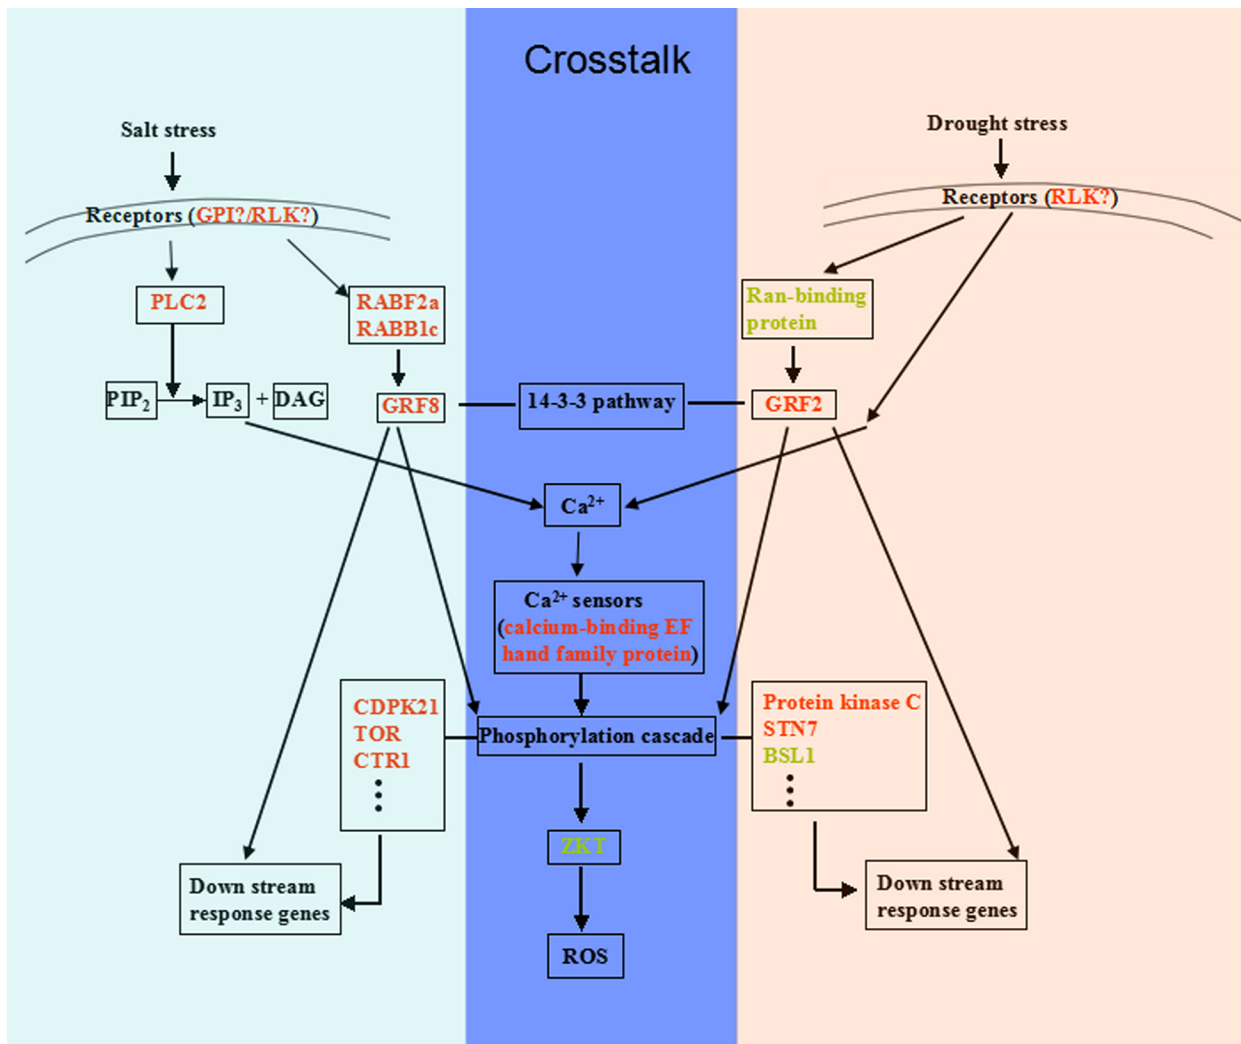 Crosstalk
Salt stress
Drought stress
Receptors (GPI?/RLK?)
Receptors (RLK?)
PLC2
RABF2a
RABB1c
Ran-binding
protein
PIP2
IP3
+ DAG
GRF8
14-3-3 pathway
GRF2
Ca2+
Ca2+ sensors
(calcium-binding EF
hand family protein)
CDPK21
TOR
CTR1
Phosphorylation cascade
Protein kinase C
STN7
BSL1
ZKT
Down stream
response genes
Down stream
response genes
ROS